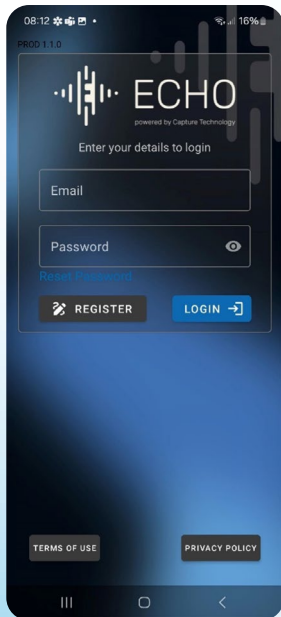 08:12 16%
PROD 1.1.0
ECHO
powered by Capture Technology
Enter your details to login
Email
Password
Reset Password
REGISTER LOGIN
TERMS OF USE PRIVACY POLICY